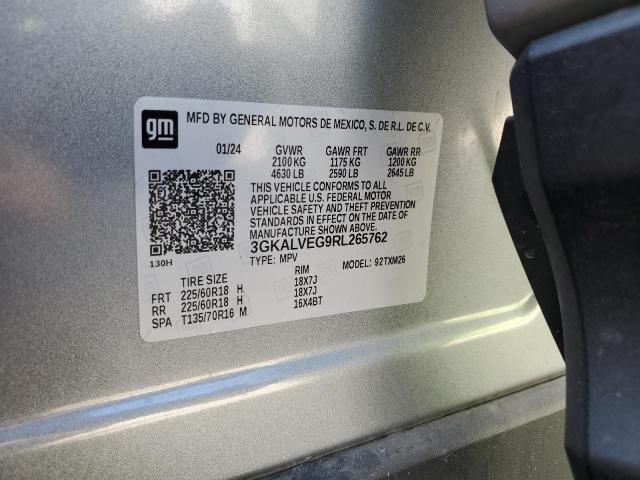 gm
MFD BY GENERAL MOTORS DE MEXICO, S. DE R.L. DE C.V.
01/24 GVWR GAWR FRT GAWR RR
2100 KG 1175 KG 1200 KG
4630 LB 2590 LB 2645 LB
THIS VEHICLE CONFORMS TO ALL
APPLICABLE U.S. FEDERAL MOTOR
VEHICLE SAFETY AND THEFT PREVENTION
STANDARDS IN EFFECT ON THE DATE OF
MANUFACTURE SHOWN ABOVE.
3GKALVEG9RL265762
130H
TYPE: MPV MODEL: 92TXM26
TIRE SIZE RIM
FRT 225/60R18 H 18X7J
RR 225/60R18 H 18X7J
SPA T135/70R16 M 16X4BT